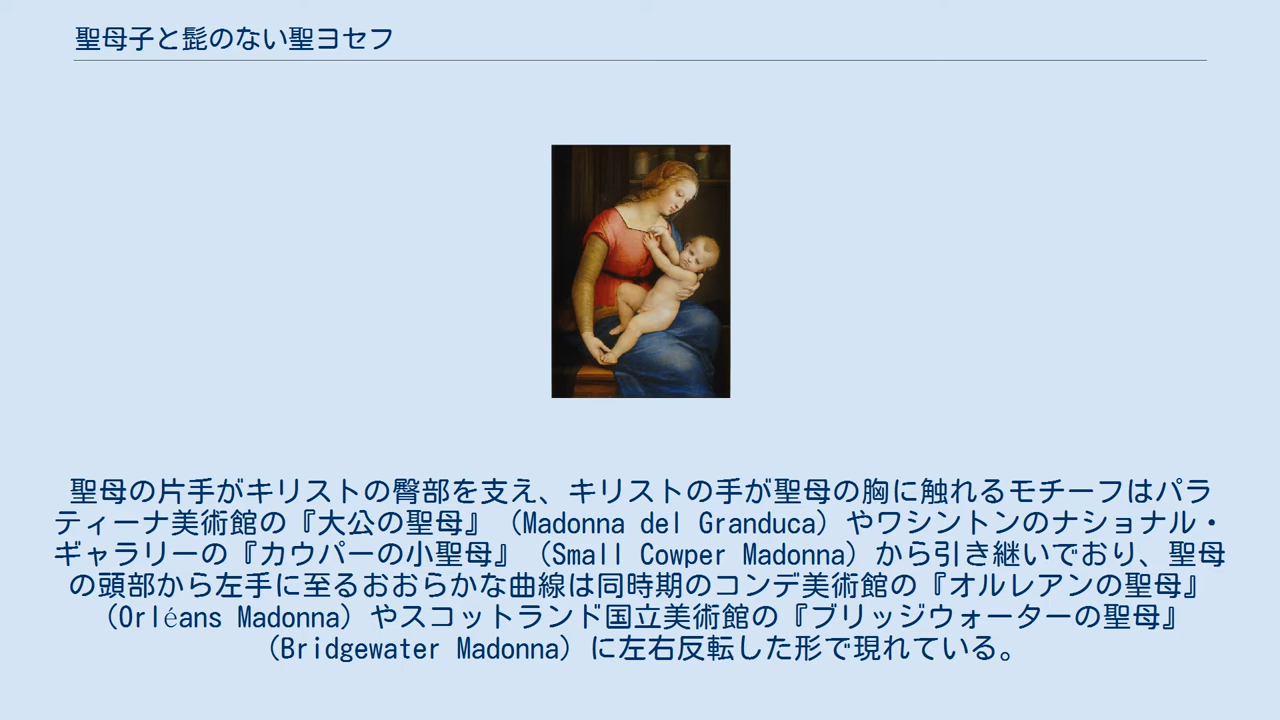 聖母子と髭のない聖ヨセフ
聖母の片手がキリストの臀部を支え、キリストの手が聖母の胸に触れるモチーフはパラ
ティーナ美術館の『大公の聖母』（Madonna del Granduca）やワシントンのナショナル・
ギャラリーの『カウパーの小聖母』（Small Cowper Madonna）から引き継いでおり、聖母
の頭部から左手に至るおおらかな曲線は同時期のコンデ美術館の『オルレアンの聖母』
（Orléans Madonna）やスコットランド国立美術館の『ブリッジウォーターの聖母』
（Bridgewater Madonna）に左右反転した形で現れている。